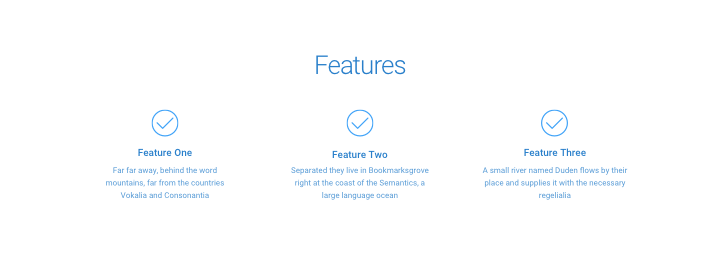 Features
Feature One
Far far away, behind the word
mountains, far from the countries
Vokalia and Consonantia
Feature Two
Separated they live in Bookmarksgrove
right at the coast of the Semantics, a
large language ocean
Feature Three
A small river named Duden flows by their
place and supplies it with the necessary
regelialia